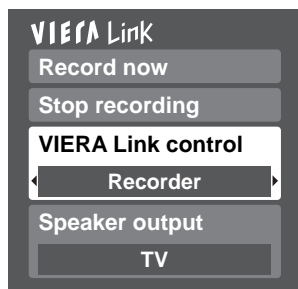 VIERA Link
Record now
Stop recording
VIERA Link control
Recorder
Speaker output
TV